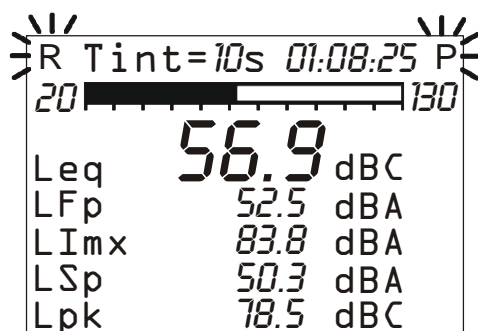 R Tint=10s 01:08:25 P
20 130
Leq 56.9 dBC
LFp 52.5 dBA
LImx 83.8 dBA
LSp 50.3 dBA
Lpk 78.5 dBC